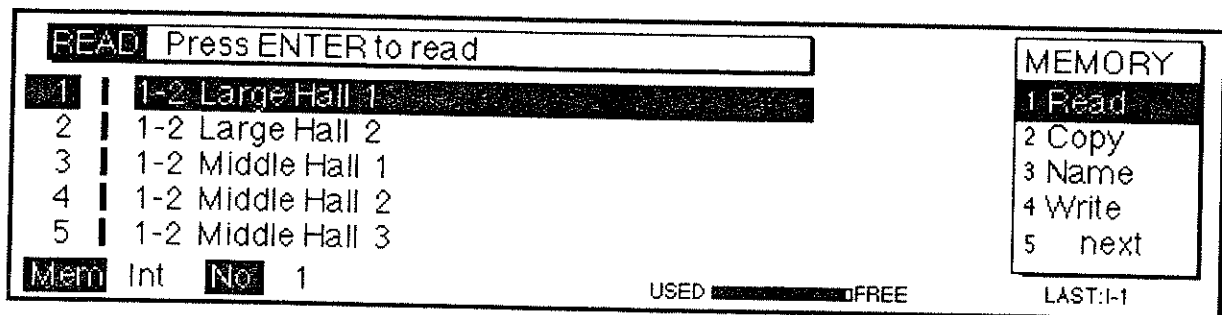 READ Press ENTER to read
1 1-2 Large Hall 1
2 1-2 Large Hall 2
3 1-2 Middle Hall 1
4 1-2 Middle Hall 2
5 1-2 Middle Hall 3
Mem Int No. 1
USED FREE
MEMORY
1 Read
2 Copy
3 Name
4 Write
5 next
LAST:I-1